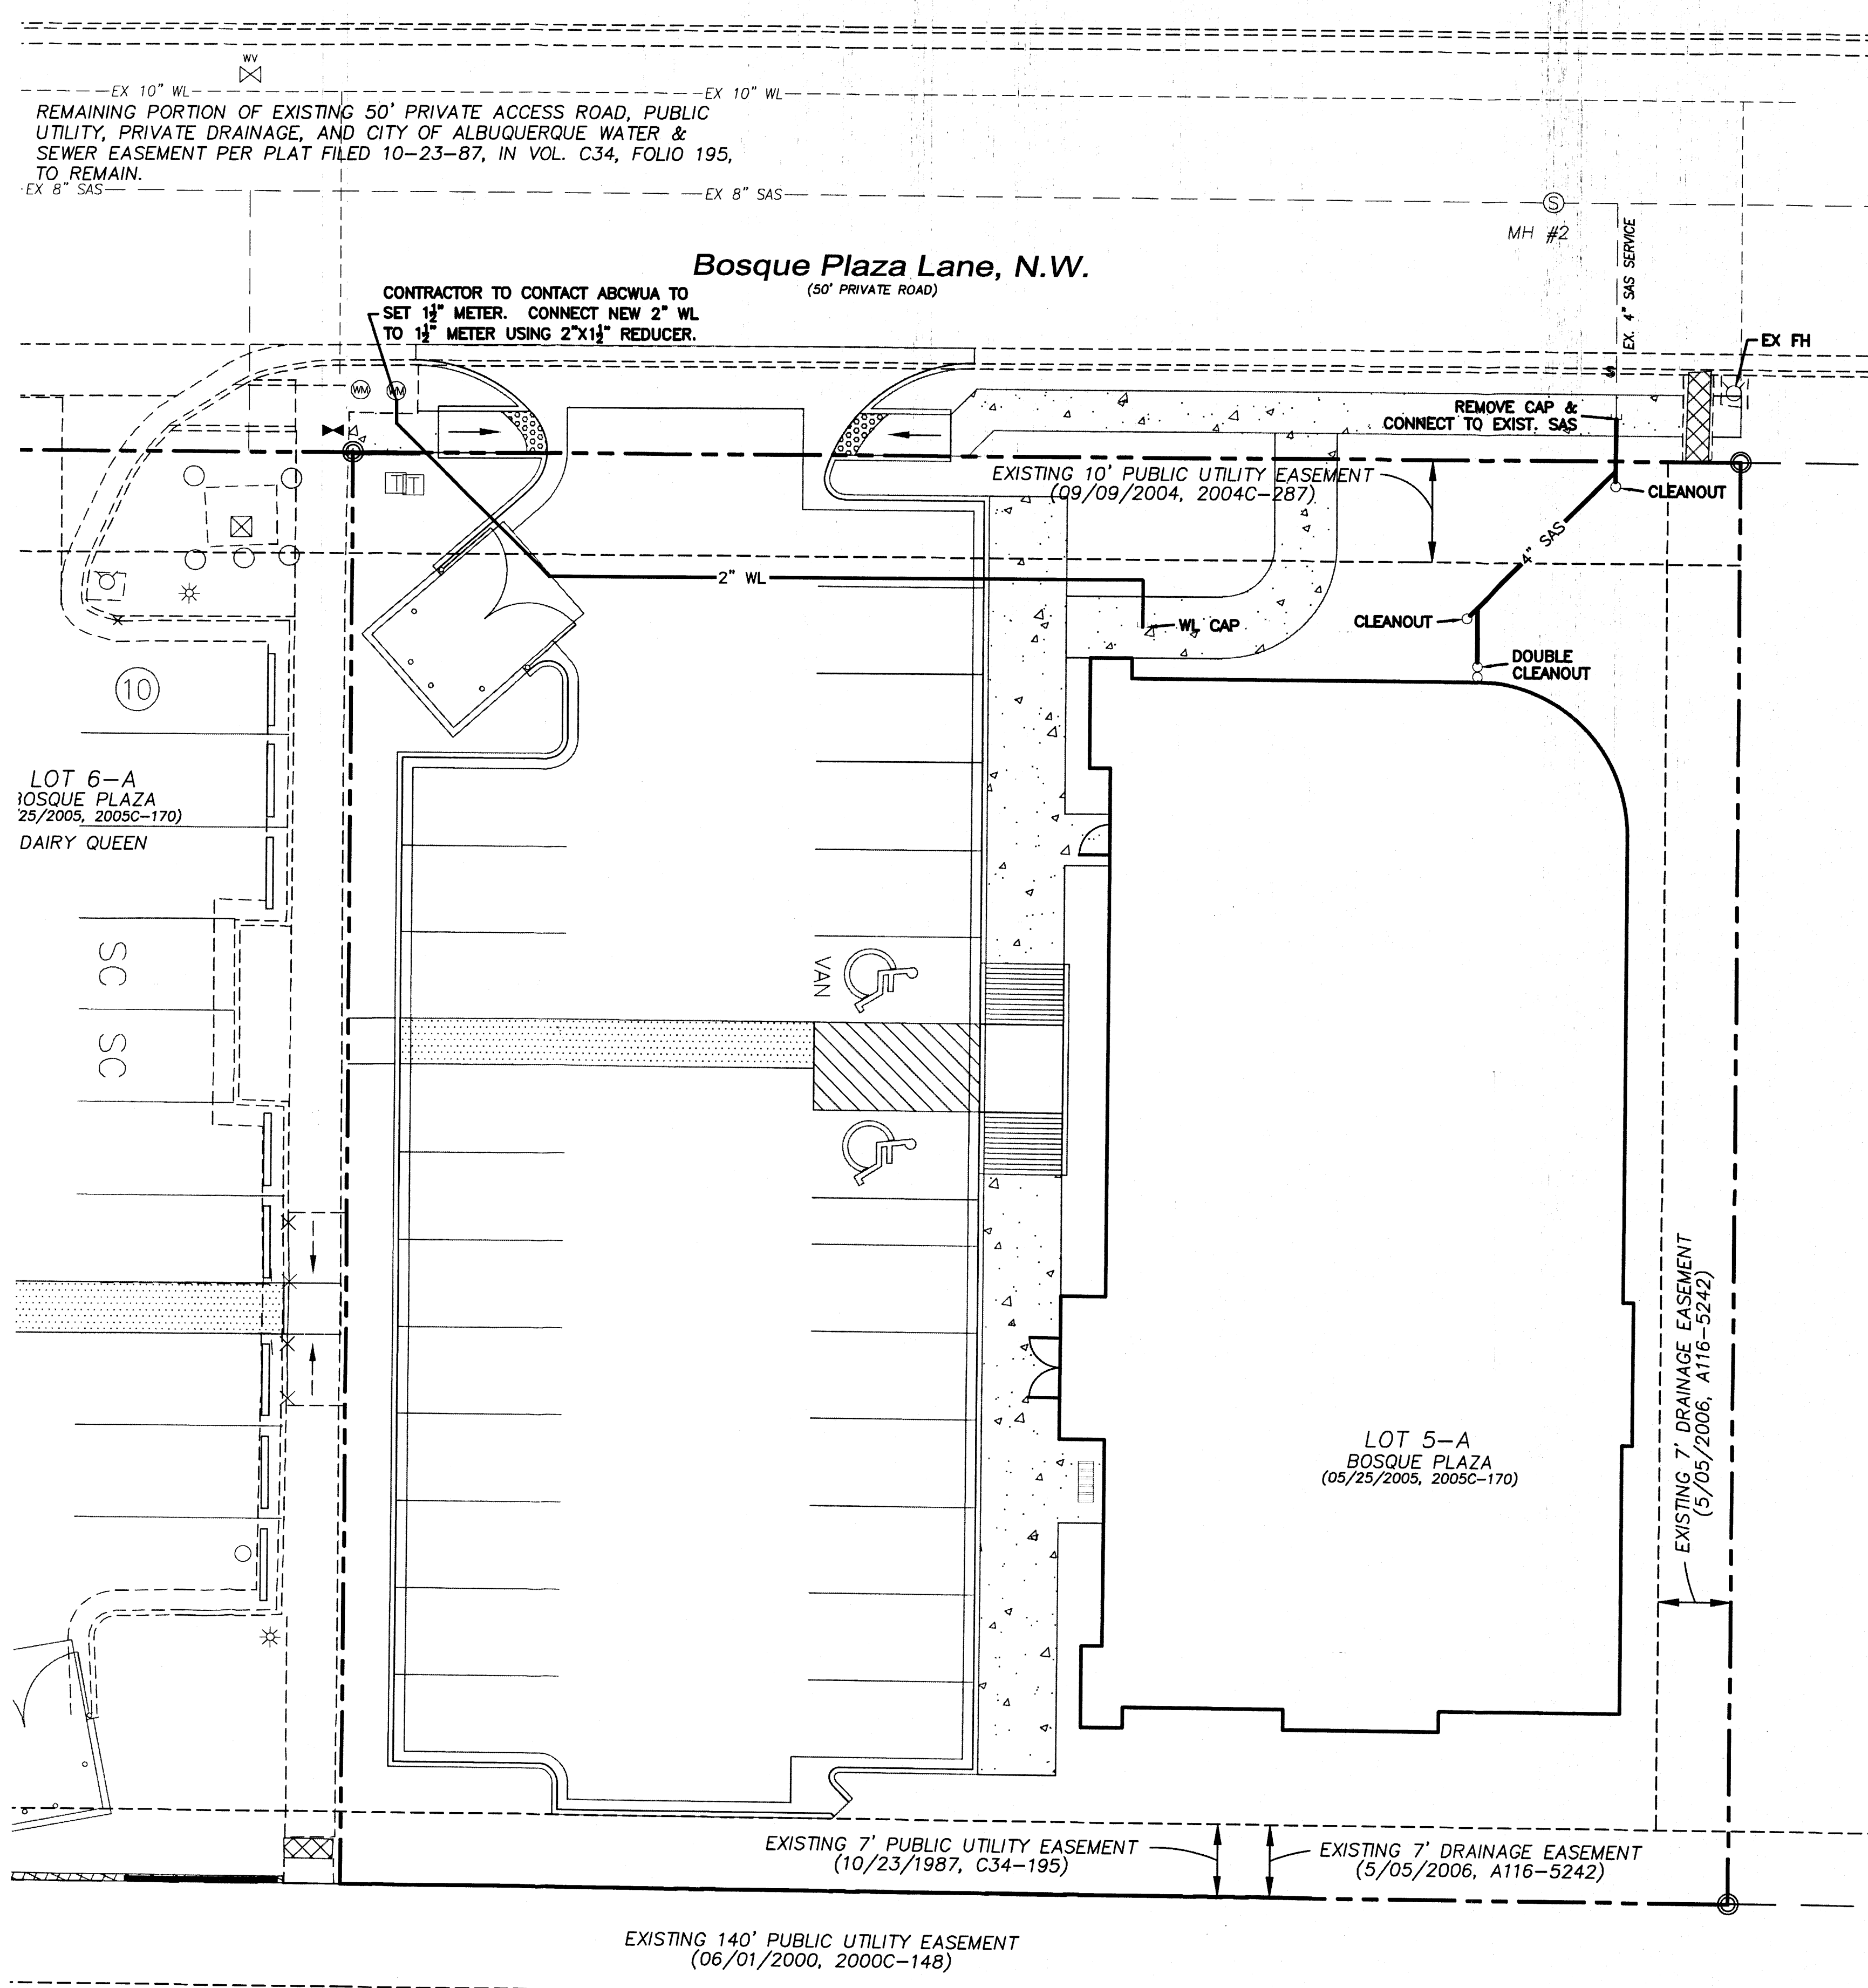 WV
EX 10" WL
EX 10" WL
REMAINING PORTION OF EXISTING 50' PRIVATE ACCESS ROAD, PUBLIC
UTILITY, PRIVATE DRAINAGE, AND CITY OF ALBUQUERQUE WATER &
SEWER EASEMENT PER PLAT FILED 10-23-87, IN VOL. C34, FOLIO 195,
TO REMAIN.
EX 8" SAS
EX 8" SAS
S
MH #2
EX. 4" SAS SERVICE
Bosque Plaza Lane, N.W.
(50' PRIVATE ROAD)
CONTRACTOR TO CONTACT ABCWUA TO
SET 1½" METER. CONNECT NEW 2" WL
TO 1½" METER USING 2"X1½" REDUCER.
EX FH
S
WM
WM
REMOVE CAP &
CONNECT TO EXIST. SAS
T
T
EXISTING 10' PUBLIC UTILITY EASEMENT
(09/09/2004, 2004C-287)
CLEANOUT
4" SAS
2" WL
WL CAP
CLEANOUT
DOUBLE
CLEANOUT
10
LOT 6-A
BOSQUE PLAZA
25/2005, 2005C-170)
DAIRY QUEEN
SC
SC
VAN
LOT 5-A
BOSQUE PLAZA
(05/25/2005, 2005C-170)
EXISTING 7' DRAINAGE EASEMENT
(5/05/2006, A116-5242)
EXISTING 7' PUBLIC UTILITY EASEMENT
(10/23/1987, C34-195)
EXISTING 7' DRAINAGE EASEMENT
(5/05/2006, A116-5242)
EXISTING 140' PUBLIC UTILITY EASEMENT
(06/01/2000, 2000C-148)